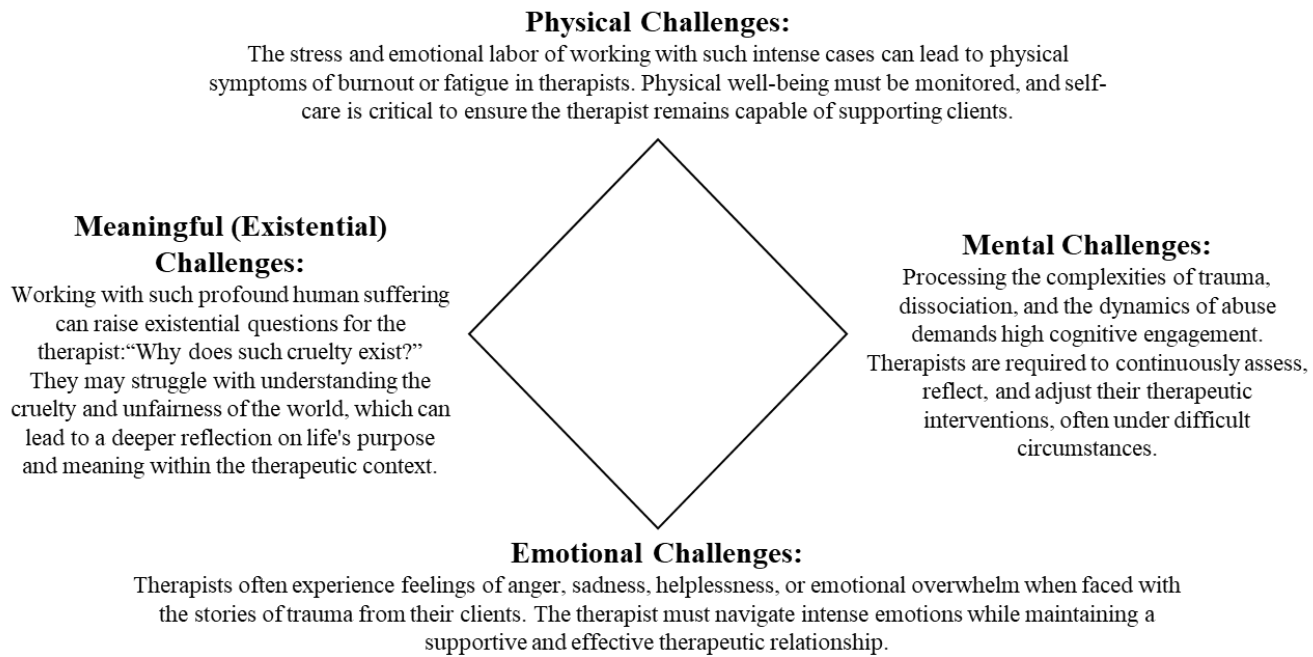 Physical Challenges:
The stress and emotional labor of working with such intense cases can lead to physical
symptoms of burnout or fatigue in therapists. Physical well-being must be monitored, and self-
care is critical to ensure the therapist remains capable of supporting clients.
Meaningful (Existential)
Challenges:
Working with such profound human suffering
can raise existential questions for the
therapist:“Why does such cruelty exist?”
They may struggle with understanding the
cruelty and unfairness of the world, which can
lead to a deeper reflection on life's purpose
and meaning within the therapeutic context.
Mental Challenges:
Processing the complexities of trauma,
dissociation, and the dynamics of abuse
demands high cognitive engagement.
Therapists are required to continuously assess,
reflect, and adjust their therapeutic
interventions, often under difficult
circumstances.
Emotional Challenges:
Therapists often experience feelings of anger, sadness, helplessness, or emotional overwhelm when faced with
the stories of trauma from their clients. The therapist must navigate intense emotions while maintaining a
supportive and effective therapeutic relationship.